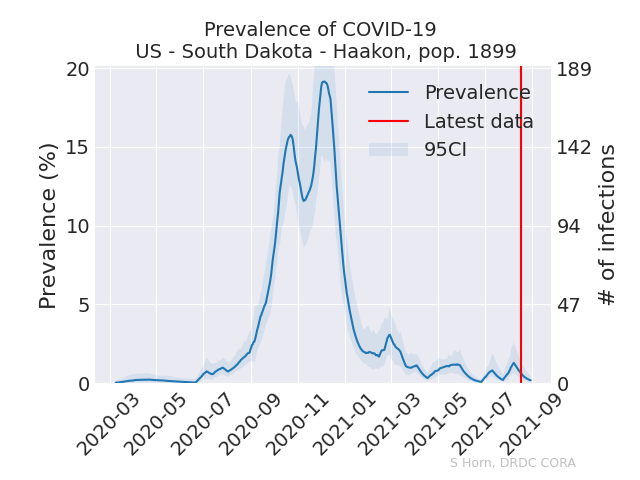 Prevalence of COVID-19
US - South Dakota - Haakon, pop. 1899
Prevalence (%)
20
15
10
5
0
Prevalence
Latest data
95CI
189
142
94
47
0
# of infections
2020-03
2020-05
2020-07
2020-09
2020-11
2021-01
2021-03
2021-05
2021-07
2021-09
S Horn, DRDC CORA